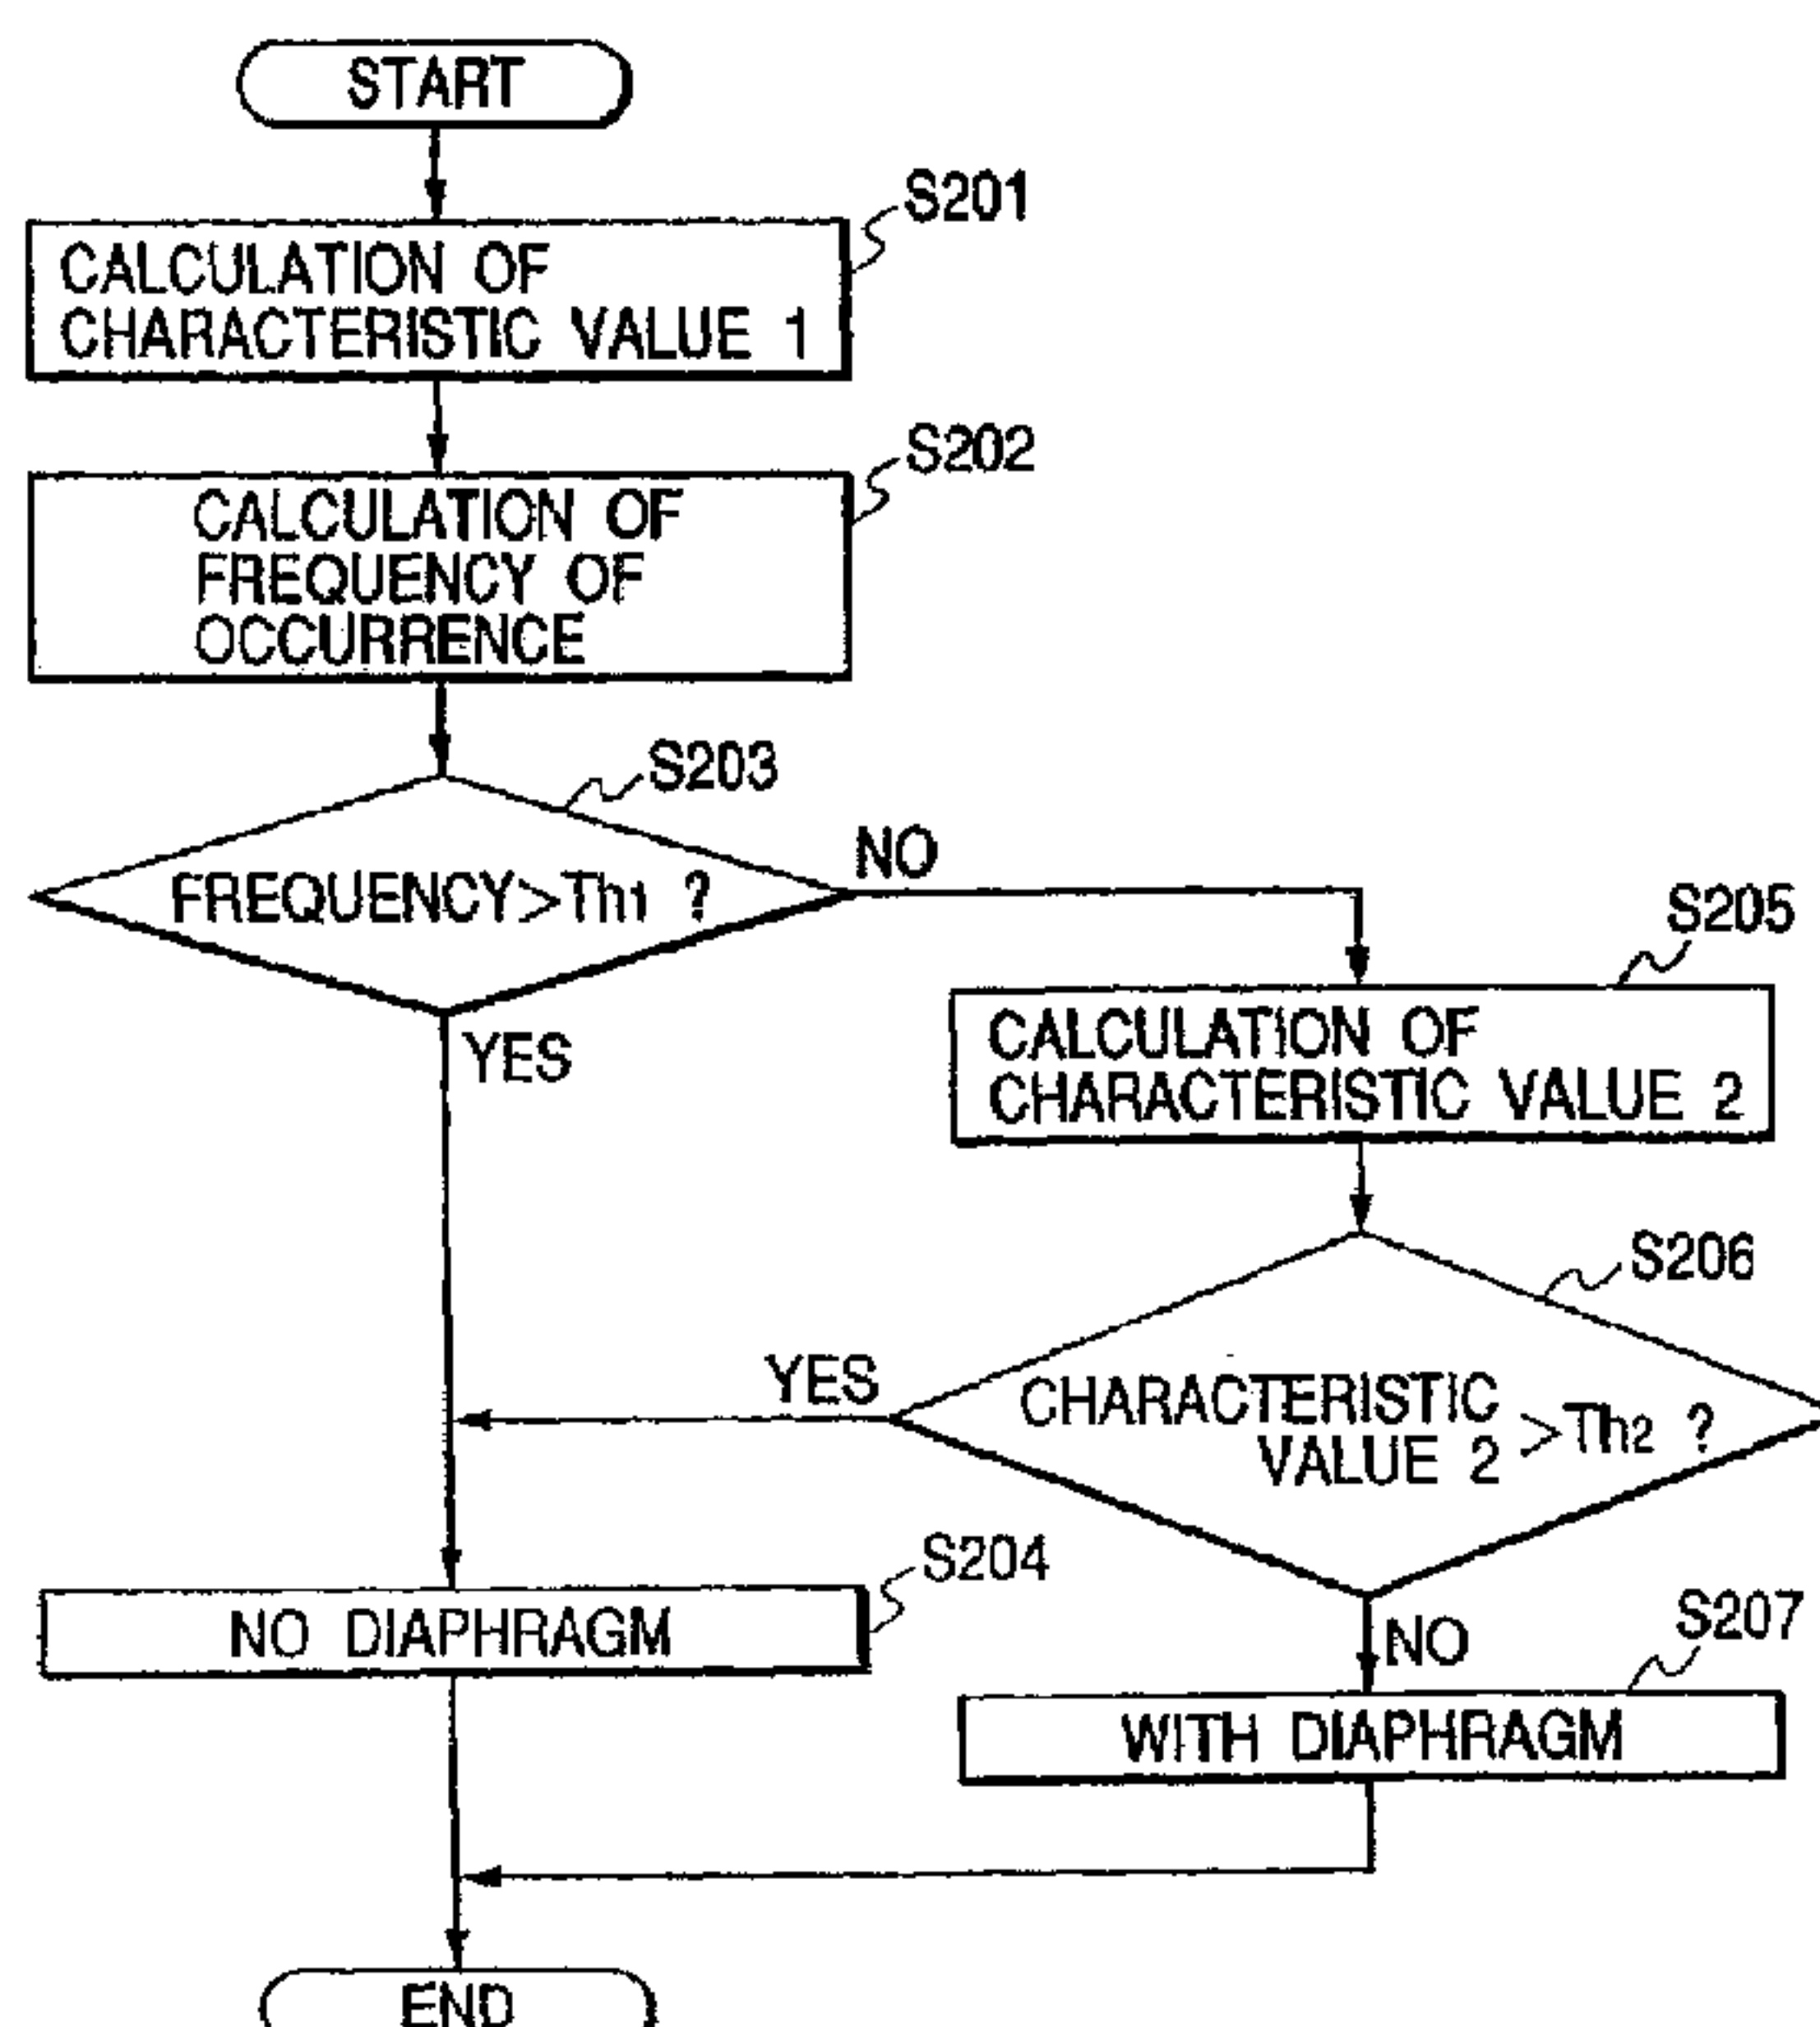 START
S201
CALCULATION OF
CHARACTERISTIC VALUE 1
S202
CALCULATION OF
FREQUENCY OF
OCCURRENCE
S203
FREQUENCY>Th1 ?
NO
YES
S205
CALCULATION OF
CHARACTERISTIC VALUE 2
S206
CHARACTERISTIC
VALUE 2 >Th2 ?
YES
NO
S204
NO DIAPHRAGM
S207
WITH DIAPHRAGM
END